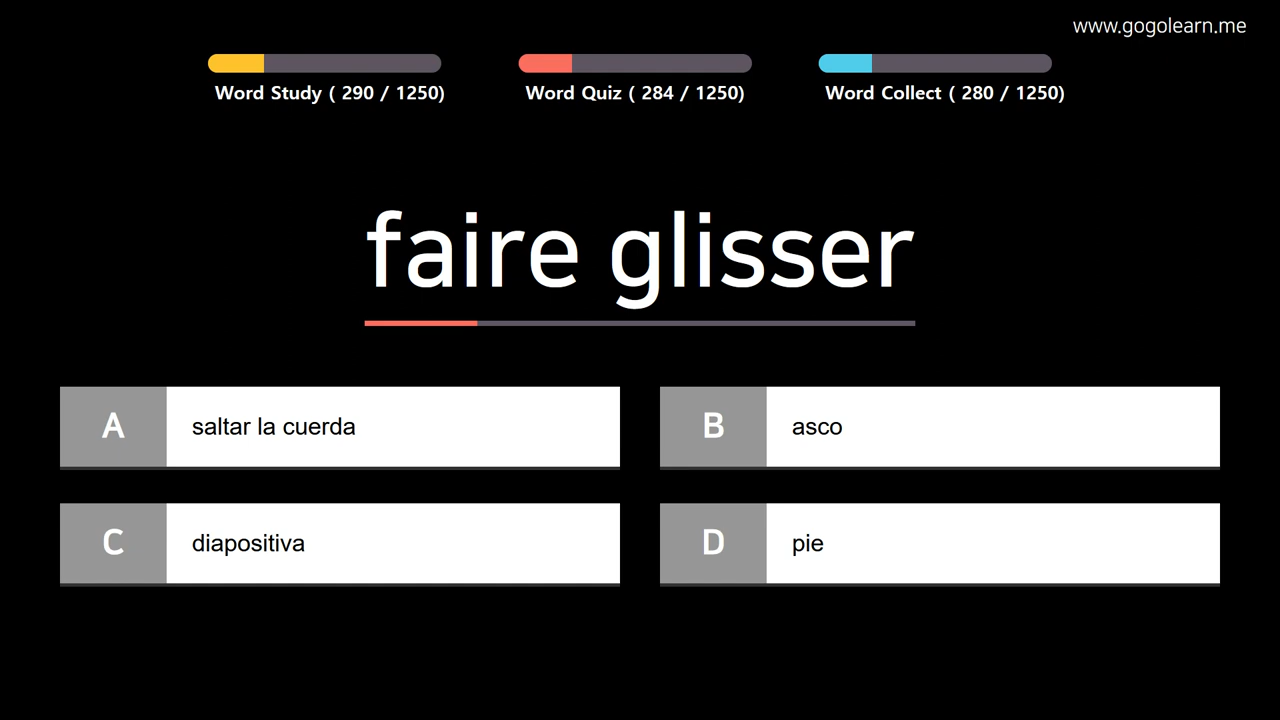 www.gogolearn.me
Word Study ( 290 / 1250)
Word Quiz ( 284 / 1250)
Word Collect ( 280 / 1250)
faire glisser
A saltar la cuerda
B asco
C diapositiva
D pie